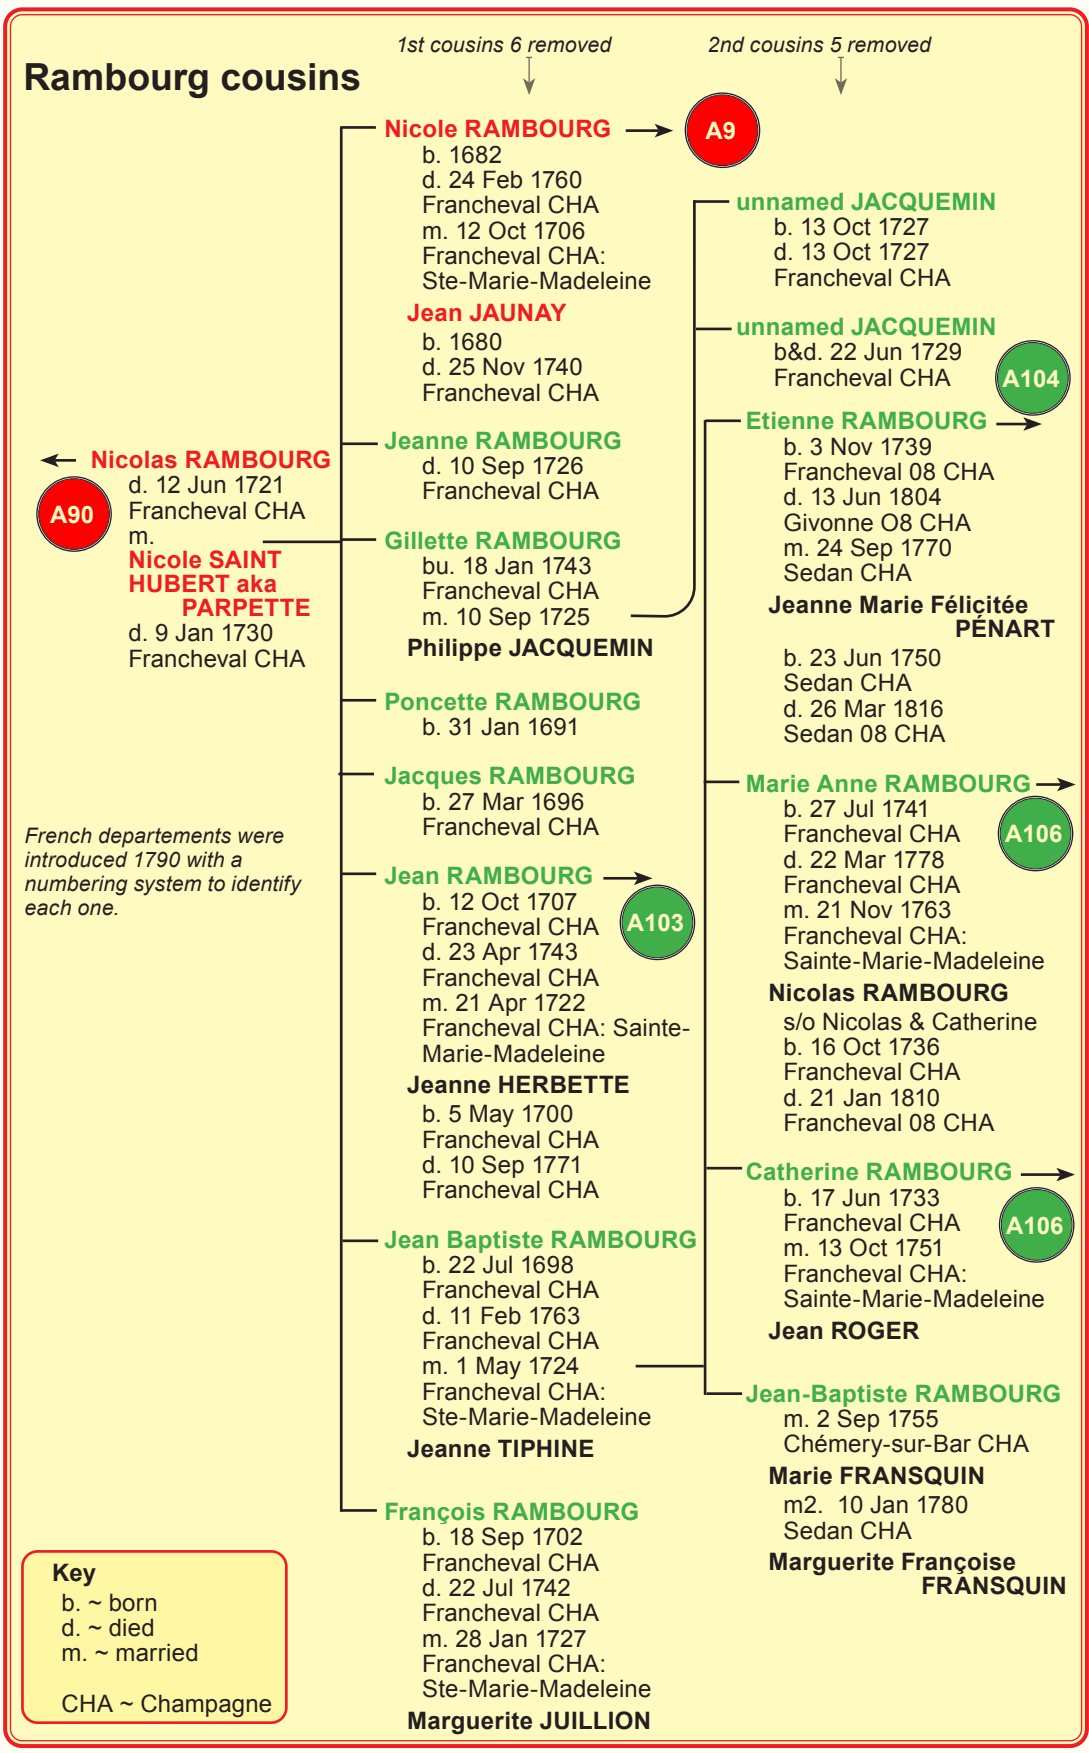 1st cousins 6 removed
2nd cousins 5 removed
Rambourg cousins
Nicolas RAMBOURG
A90
d. 12 Jun 1721
Francheval CHA
m.
Nicole SAINT
HUBERT aka
PARPETTE
d. 9 Jan 1730
Francheval CHA
French departements were
introduced 1790 with a
numbering system to identify
each one.
Nicole RAMBOURG
A9
b. 1682
d. 24 Feb 1760
Francheval CHA
m. 12 Oct 1706
Francheval CHA:
Ste-Marie-Madeleine
Jean JAUNAY
b. 1680
d. 25 Nov 1740
Francheval CHA
Jeanne RAMBOURG
d. 10 Sep 1726
Francheval CHA
Gillette RAMBOURG
bu. 18 Jan 1743
Francheval CHA
m. 10 Sep 1725
Philippe JACQUEMIN
Poncette RAMBOURG
b. 31 Jan 1691
Jacques RAMBOURG
b. 27 Mar 1696
Francheval CHA
Jean RAMBOURG
A103
b. 12 Oct 1707
Francheval CHA
d. 23 Apr 1743
Francheval CHA
m. 21 Apr 1722
Francheval CHA: Sainte-
Marie-Madeleine
Jeanne HERBETTE
b. 5 May 1700
Francheval CHA
d. 10 Sep 1771
Francheval CHA
Jean Baptiste RAMBOURG
b. 22 Jul 1698
Francheval CHA
d. 11 Feb 1763
Francheval CHA
m. 1 May 1724
Francheval CHA:
Ste-Marie-Madeleine
Jeanne TIPHINE
François RAMBOURG
b. 18 Sep 1702
Francheval CHA
d. 22 Jul 1742
Francheval CHA
m. 28 Jan 1727
Francheval CHA:
Ste-Marie-Madeleine
Marguerite JUILLION
unnamed JACQUEMIN
b. 13 Oct 1727
d. 13 Oct 1727
Francheval CHA
unnamed JACQUEMIN
b&d. 22 Jun 1729
Francheval CHA
A104
Etienne RAMBOURG
b. 3 Nov 1739
Francheval 08 CHA
d. 13 Jun 1804
Givonne O8 CHA
m. 24 Sep 1770
Sedan CHA
Jeanne Marie Félicitée
PÉNART
b. 23 Jun 1750
Sedan CHA
d. 26 Mar 1816
Sedan 08 CHA
Marie Anne RAMBOURG
A106
b. 27 Jul 1741
Francheval CHA
d. 22 Mar 1778
Francheval CHA
m. 21 Nov 1763
Francheval CHA:
Sainte-Marie-Madeleine
Nicolas RAMBOURG
s/o Nicolas & Catherine
b. 16 Oct 1736
Francheval CHA
d. 21 Jan 1810
Francheval 08 CHA
Catherine RAMBOURG
A106
b. 17 Jun 1733
Francheval CHA
m. 13 Oct 1751
Francheval CHA:
Sainte-Marie-Madeleine
Jean ROGER
Jean-Baptiste RAMBOURG
m. 2 Sep 1755
Chémery-sur-Bar CHA
Marie FRANSQUIN
m2. 10 Jan 1780
Sedan CHA
Marguerite Françoise
FRANSQUIN
Key
b. ~ born
d. ~ died
m. ~ married
CHA ~ Champagne